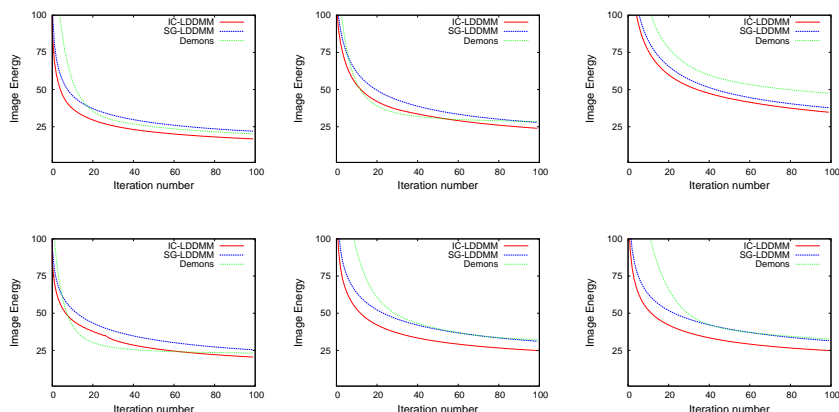 100
75
50
25
0 20 40 60 80 100
Image Energy
Iteration number
IC-LDDMM
SG-LDDMM
Demons
100
75
50
25
0 20 40 60 80 100
Image Energy
Iteration number
IC-LDDMM
SG-LDDMM
Demons
100
75
50
25
0 20 40 60 80 100
Image Energy
Iteration number
IC-LDDMM
SG-LDDMM
Demons
100
75
50
25
0 20 40 60 80 100
Image Energy
Iteration number
IC-LDDMM
SG-LDDMM
Demons
100
75
50
25
0 20 40 60 80 100
Image Energy
Iteration number
IC-LDDMM
SG-LDDMM
Demons
100
75
50
25
0 20 40 60 80 100
Image Energy
Iteration number
IC-LDDMM
SG-LDDMM
Demons